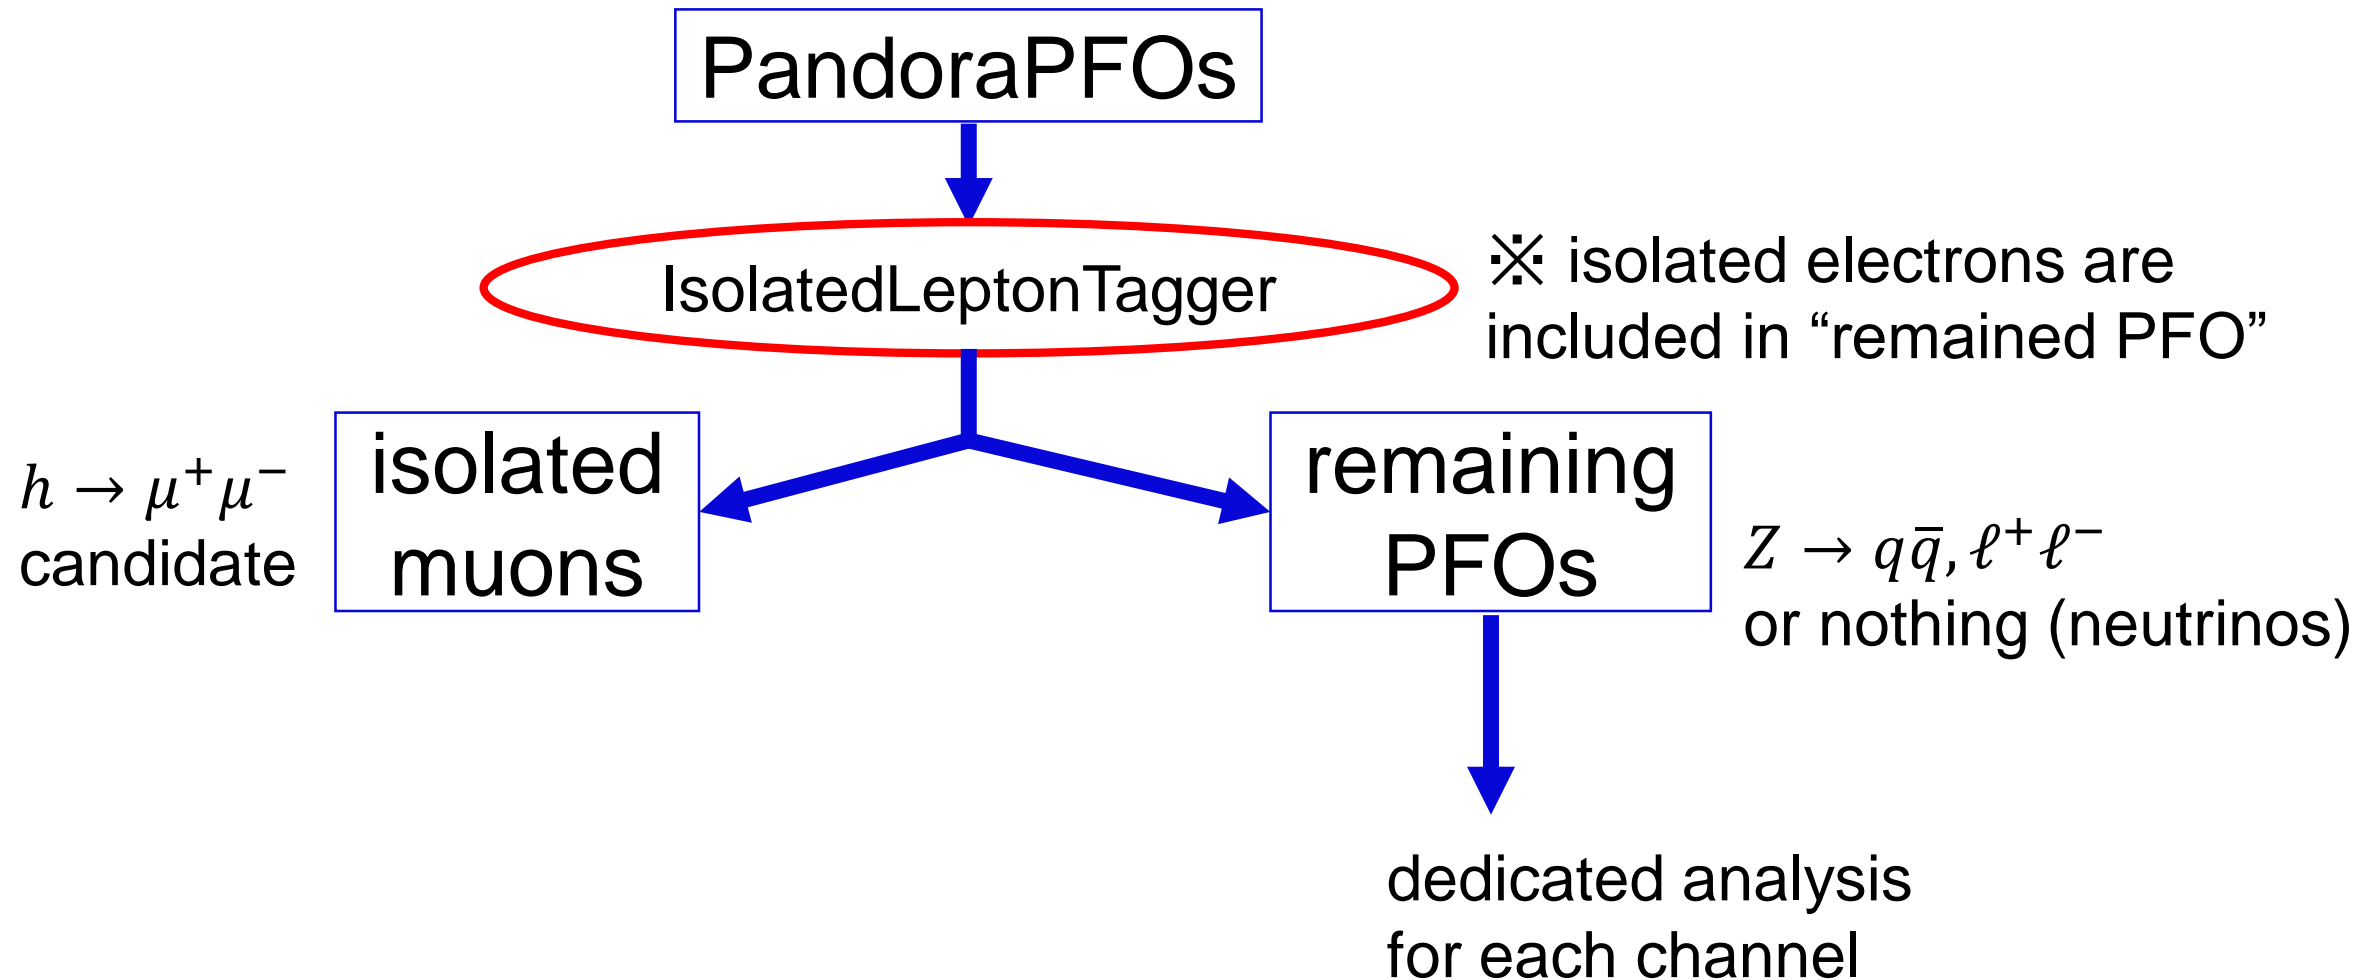 PandoraPFOs
IsolatedLeptonTagger
※ isolated electrons are
included in “remained PFO”
h → μ⁺μ⁻
candidate
isolated
muons
remaining
PFOs
Z → qq̅, ℓ⁺ℓ⁻
or nothing (neutrinos)
dedicated analysis
for each channel